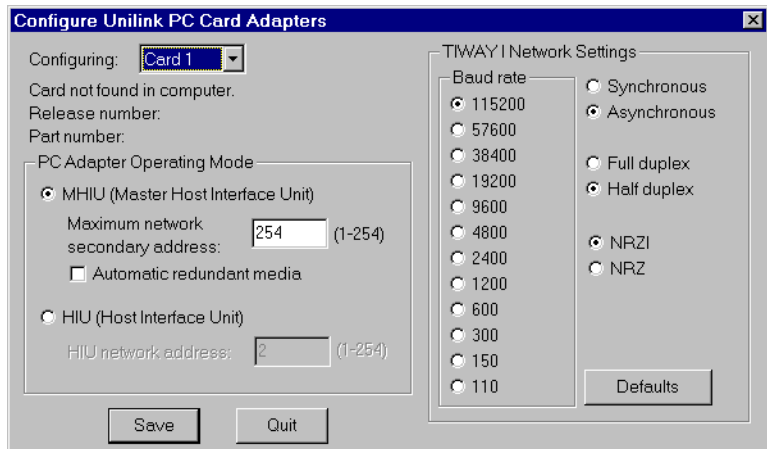 Configure Unilink PC Card Adapters
Configuring: Card 1
Card not found in computer.
Release number:
Part number:
PC Adapter Operating Mode
MHIU (Master Host Interface Unit)
Maximum network
secondary address: 254 (1-254)
Automatic redundant media
HIU (Host Interface Unit)
HIU network address: 2 (1-254)
Save
Quit
TIWAY I Network Settings
Baud rate
115200
57600
38400
19200
9600
4800
2400
1200
600
300
150
110
Synchronous
Asynchronous
Full duplex
Half duplex
NRZI
NRZ
Defaults